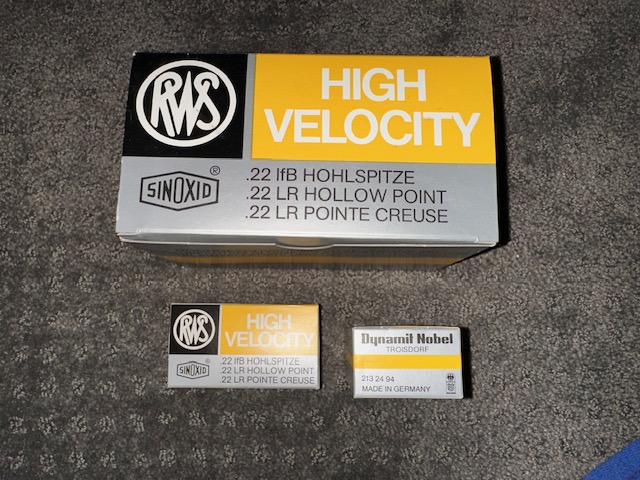 RWS
HIGH
VELOCITY
SINOXID ®
.22 lfB HOHLSPITZE
.22 LR HOLLOW POINT
.22 LR POINTE CREUSE
RWS
HIGH
VELOCITY
SINOXID
.22 lfB HOHLSPITZE
.22 LR HOLLOW POINT
.22 LR POINTE CREUSE
Dynamit Nobel
TROISDORF
213 24 94
MADE IN GERMANY